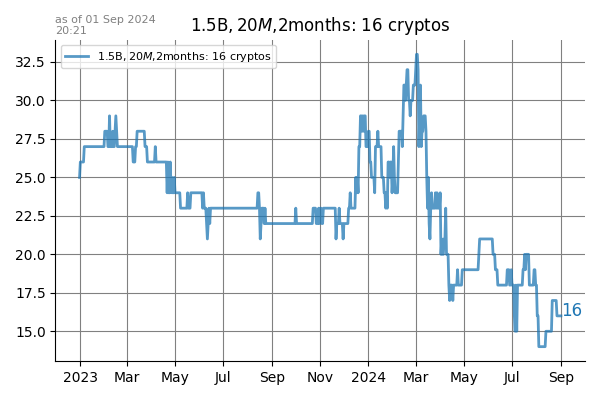 as of 01 Sep 2024
20:21
1.5B, 20M,2months: 16 cryptos
1.5B, 20M,2months: 16 cryptos
32.5
30.0
27.5
25.0
22.5
20.0
17.5
15.0
16
2023 Mar May Jul Sep Nov 2024 Mar May Jul Sep